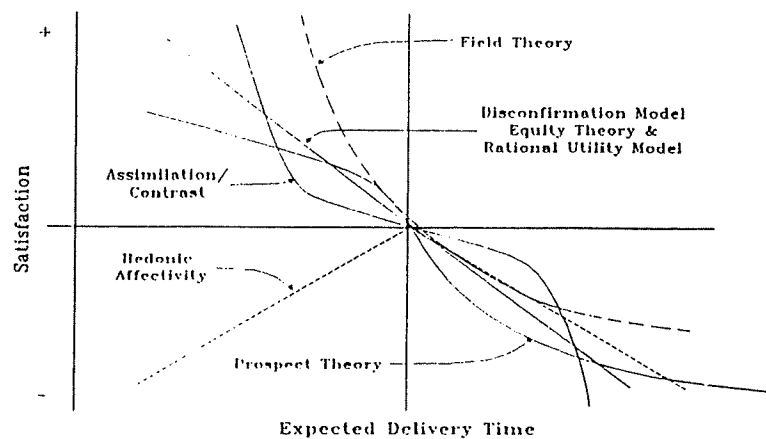 +
Field Theory
Disconfirmation Model
Equity Theory &
Rational Utility Model
Assimilation/
Contrast
Satisfaction
Hedonic
Affectivity
Prospect Theory
-
Expected Delivery Time